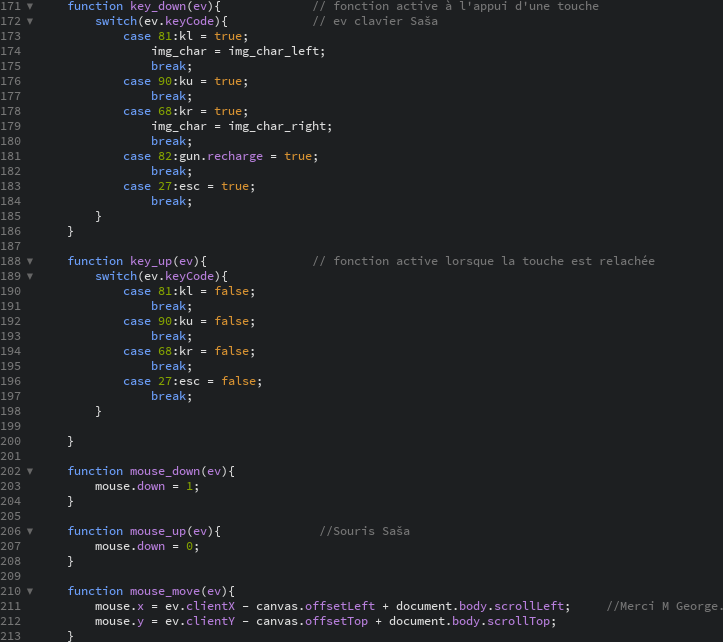 171 ▼ function key_down(ev){ // fonction active à l'appui d'une touche
172 ▼ switch(ev.keyCode){ // ev clavier Saša
173 case 81:kl = true;
174 img_char = img_char_left;
175 break;
176 case 90:ku = true;
177 break;
178 case 68:kr = true;
179 img_char = img_char_right;
180 break;
181 case 82:gun.recharge = true;
182 break;
183 case 27:esc = true;
184 break;
185 }
186 }
187
188 ▼ function key_up(ev){ // fonction active lorsque la touche est relachée
189 ▼ switch(ev.keyCode){
190 case 81:kl = false;
191 break;
192 case 90:ku = false;
193 break;
194 case 68:kr = false;
195 break;
196 case 27:esc = false;
197 break;
198 }
199
200 }
201
202 ▼ function mouse_down(ev){
203 mouse.down = 1;
204 }
205
206 ▼ function mouse_up(ev){ //Souris Saša
207 mouse.down = 0;
208 }
209
210 ▼ function mouse_move(ev){
211 mouse.x = ev.clientX - canvas.offsetLeft + document.body.scrollLeft; //Merci M George.
212 mouse.y = ev.clientY - canvas.offsetTop + document.body.scrollTop;
213 }